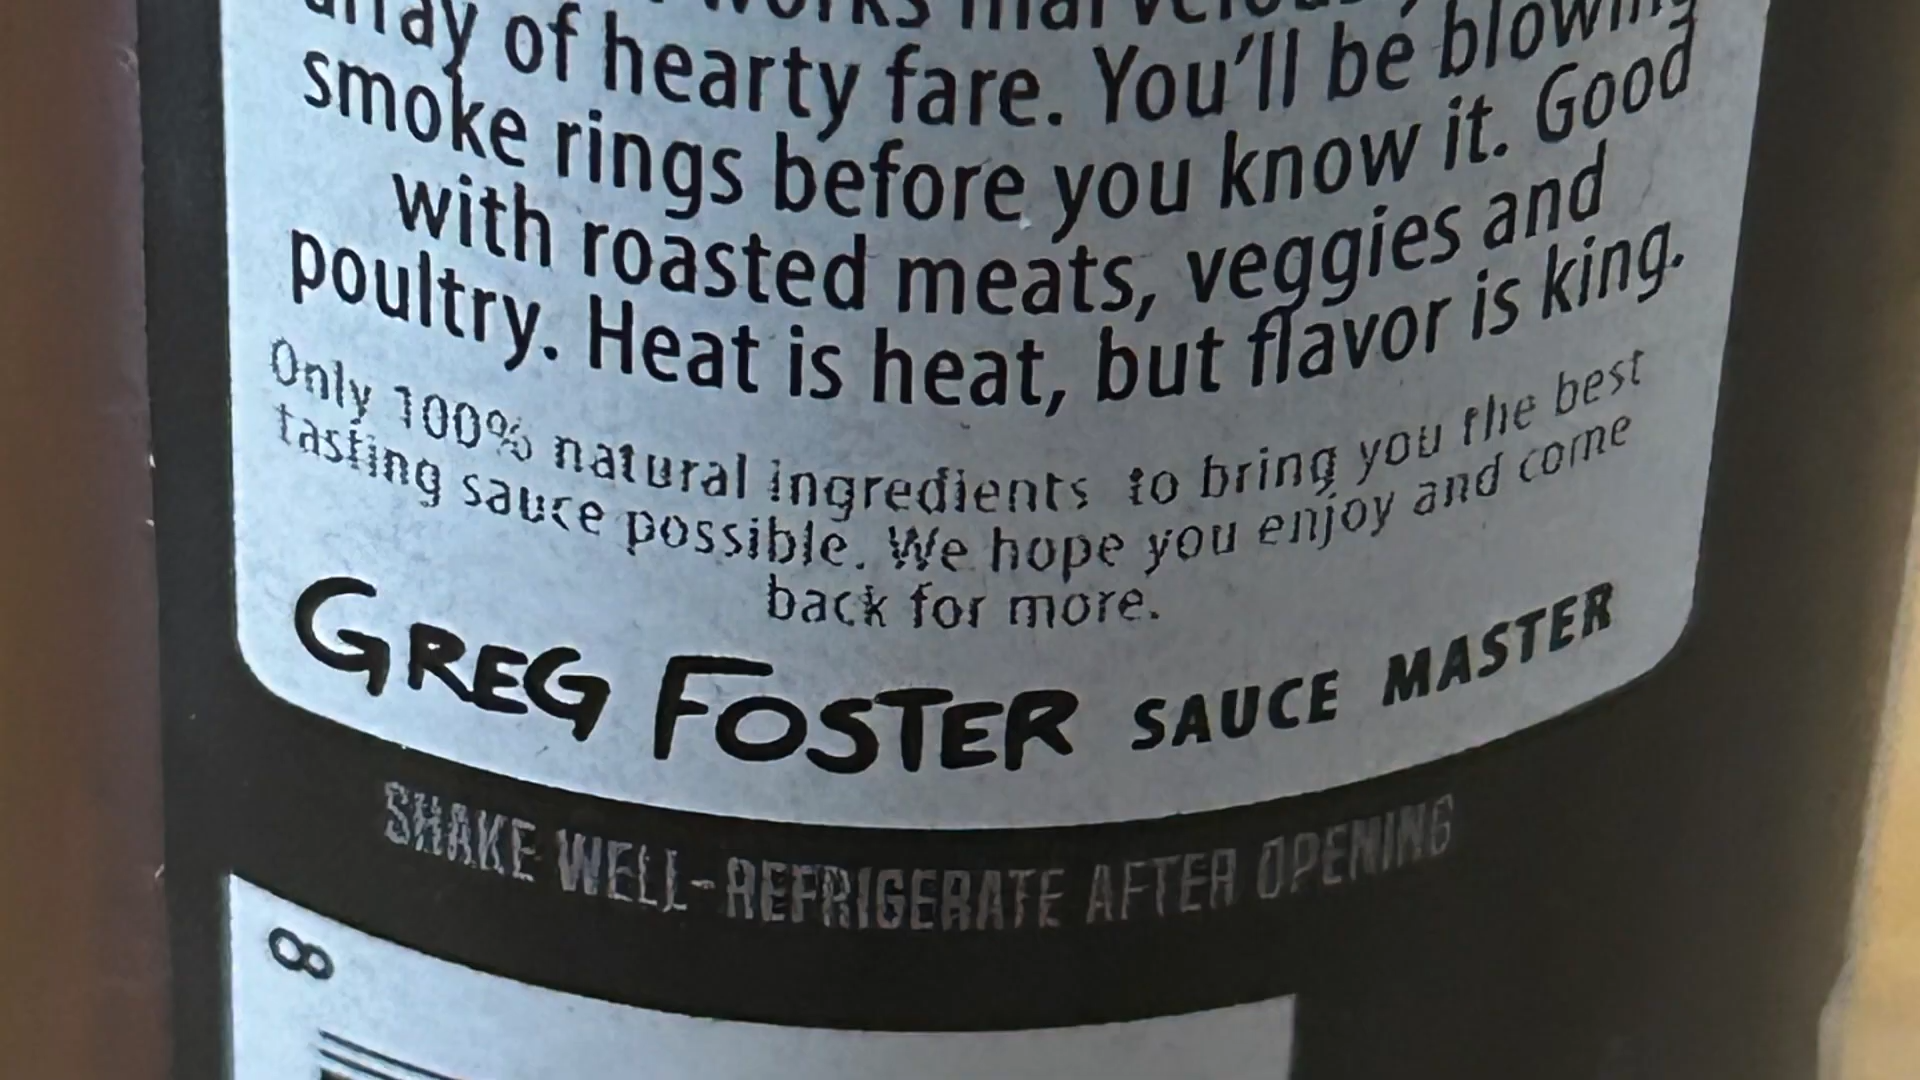 works
array of hearty fare. You'll be blowing
smoke rings before you know it. Good
with roasted meats, veggies and
poultry. Heat is heat, but flavor is king.
Only 100% natural ingredients to bring you the best
tasting sauce possible. We hope you enjoy and come
back for more.
GREG FOSTER SAUCE MASTER
SHAKE WELL-REFRIGERATE AFTER OPENING
8